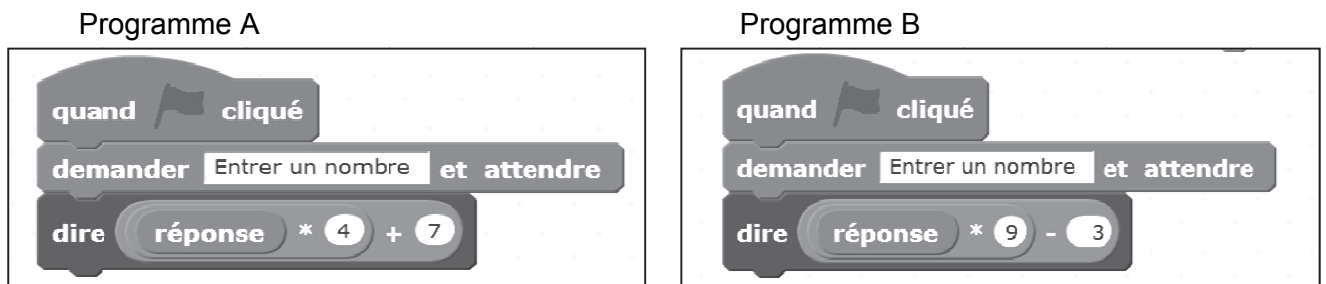 Programme A
quand cliqué
demander Entrer un nombre et attendre
dire réponse * 4 + 7
Programme B
quand cliqué
demander Entrer un nombre et attendre
dire réponse * 9 - 3